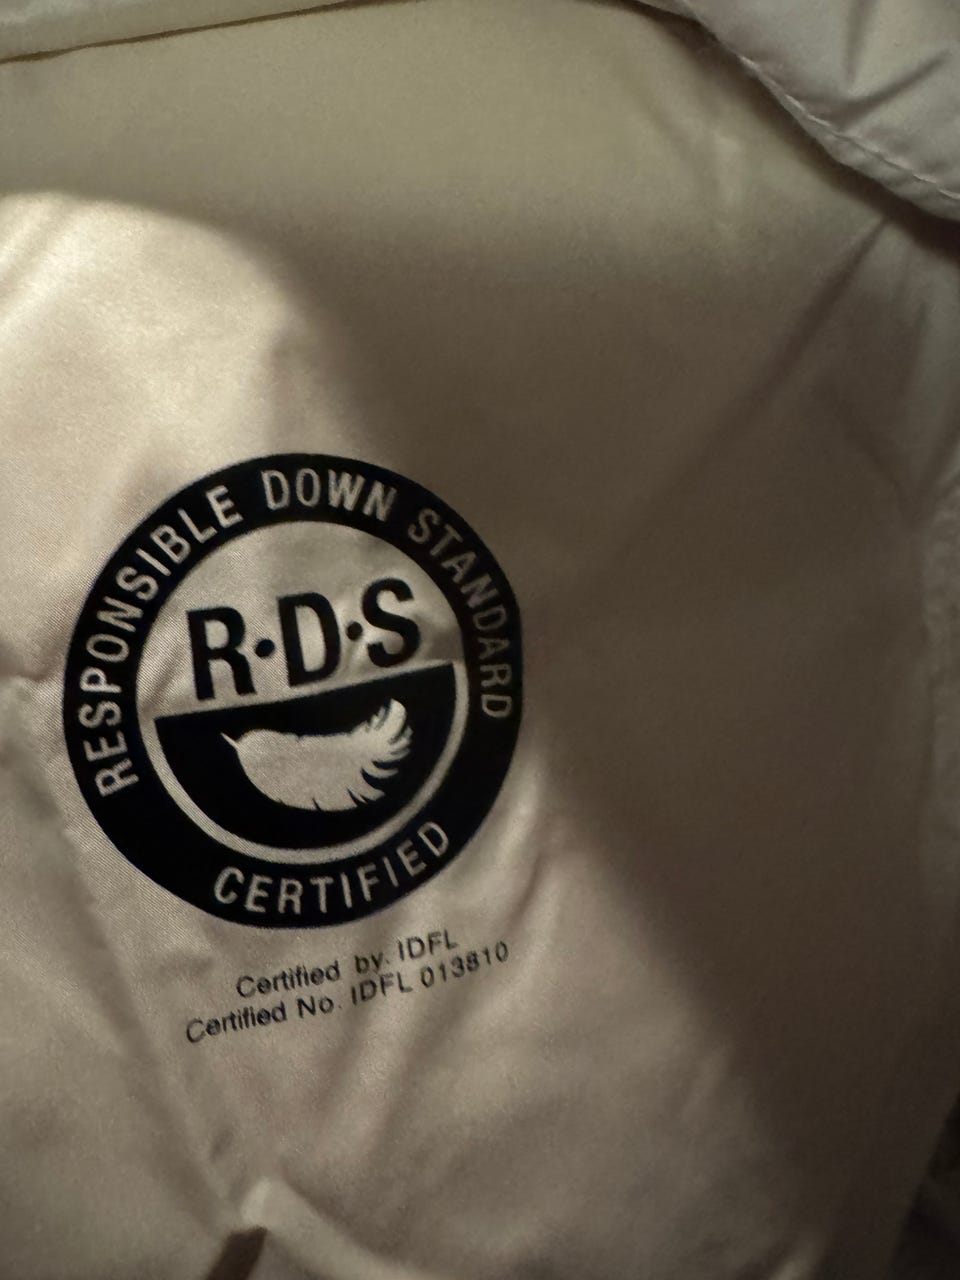 RESPONSIBLE DOWN STANDARD
R·D·S
CERTIFIED
Certified by. IDFL
Certified No. IDFL 013810